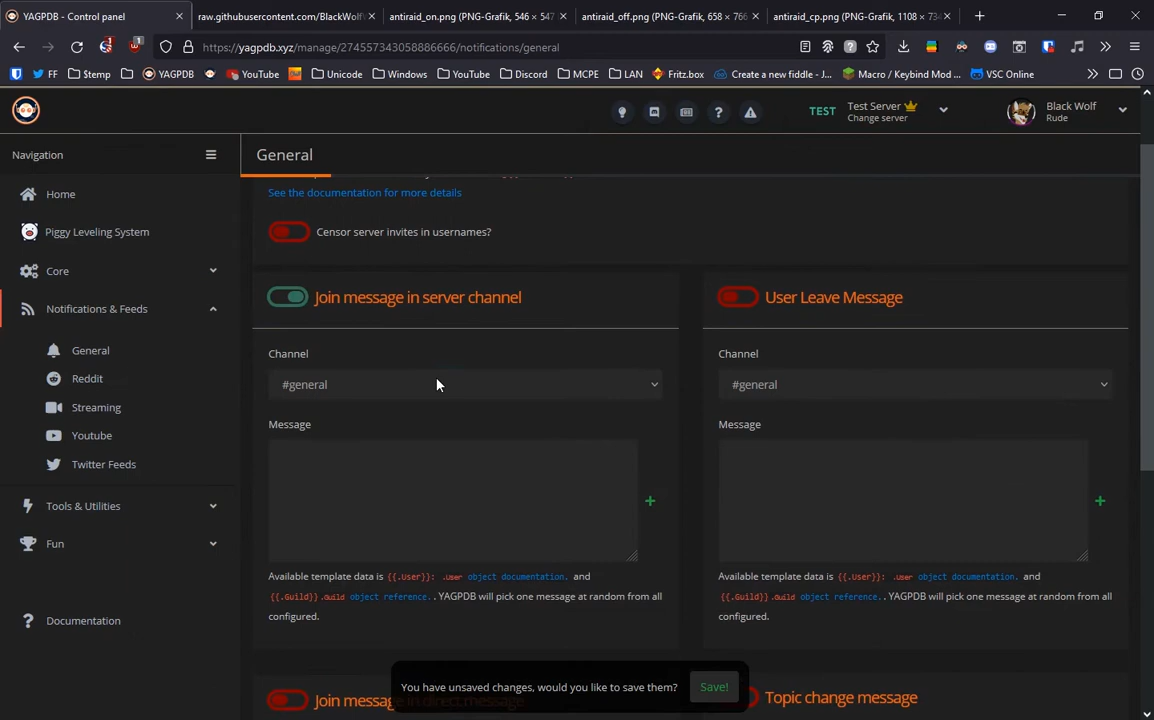 YAGPDB - Control panel
raw.githubusercontent.com/BlackWolf
antiraid_on.png (PNG-Grafik, 546 × 547
antiraid_off.png (PNG-Grafik, 658 × 766
antiraid_cp.png (PNG-Grafik, 1108 × 734
https://yagpdb.xyz/manage/274557343058886666/notifications/general
FF
$temp
YAGPDB
YouTube
Unicode
Windows
YouTube
Discord
MCPE
LAN
Fritz.box
Create a new fiddle - J...
Macro / Keybind Mod ...
VSC Online
TEST
Test Server
Change server
Black Wolf
Rude
Navigation
General
See the documentation for more details
Home
Censor server invites in usernames?
Piggy Leveling System
Core
Join message in server channel
User Leave Message
Notifications & Feeds
General
Reddit
Streaming
Youtube
Twitter Feeds
Channel
#general
Message
Available template data is {{.User}}: .User object documentation. and
{{.Guild}} .Guild object reference. . YAGPDB will pick one message at random from all
configured.
Channel
#general
Message
Available template data is {{.User}}: .User object documentation. and
{{.Guild}} .Guild object reference. . YAGPDB will pick one message at random from all
configured.
Tools & Utilities
Fun
Documentation
You have unsaved changes, would you like to save them?
Save!
Join message in direct message
Topic change message